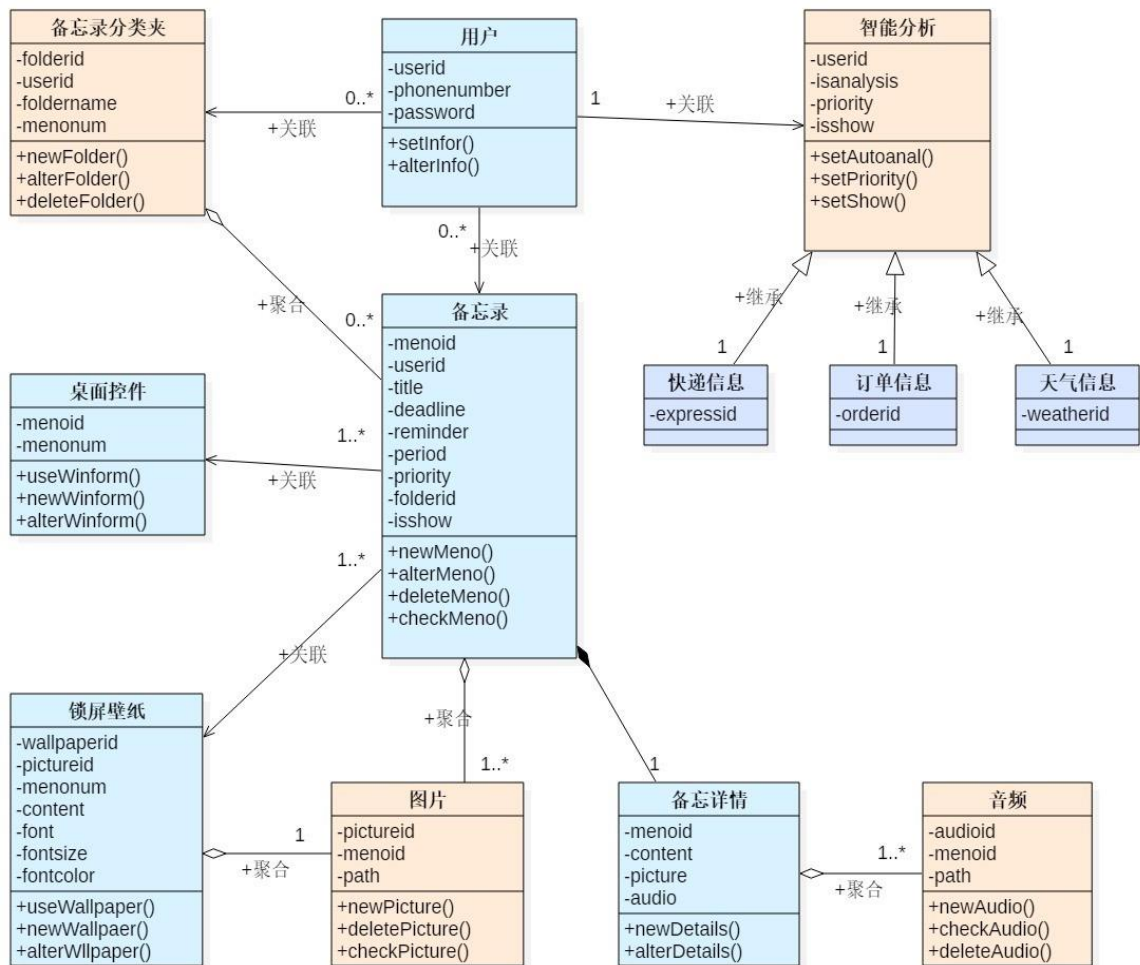 备忘录分类夹
-folderid
-userid
-foldername
-menonum
+newFolder()
+alterFolder()
+deleteFolder()
用户
-userid
-phonenumber
-password
+setInfor()
+alterInfo()
智能分析
-userid
-isanalysis
-priority
-isshow
+setAutoanal()
+setPriority()
+setShow()
0..*
+关联
1
+关联
0..*
+关联
+聚合
0..*
+继承
+继承
+继承
1
1
1
快递信息
-expressid
订单信息
-orderid
天气信息
-weatherid
备忘录
-menoid
-userid
-title
-deadline
-reminder
-period
-priority
-folderid
-isshow
+newMeno()
+alterMeno()
+deleteMeno()
+checkMeno()
桌面控件
-menoid
-menonum
+useWinform()
+newWinform()
+alterWinform()
1..*
+关联
1..*
+关联
+聚合
1..*
1
锁屏壁纸
-wallpaperid
-pictureid
-menonum
-content
-font
-fontsize
-fontcolor
+useWallpaper()
+newWallpaer()
+alterWllpaper()
1
+聚合
图片
-pictureid
-menoid
-path
+newPicture()
+deletePicture()
+checkPicture()
备忘详情
-menoid
-content
-picture
-audio
+newDetails()
+alterDetails()
1..*
+聚合
音频
-audioid
-menoid
-path
+newAudio()
+checkAudio()
+deleteAudio()